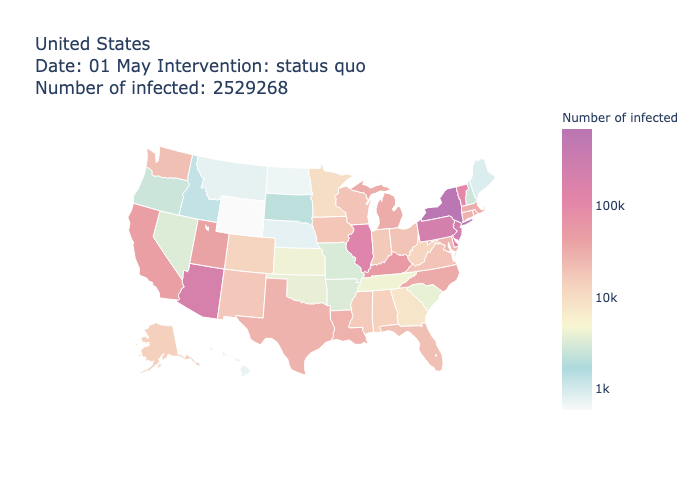 United States
Date: 01 May Intervention: status quo
Number of infected: 2529268
Number of infected
100k
10k
1k